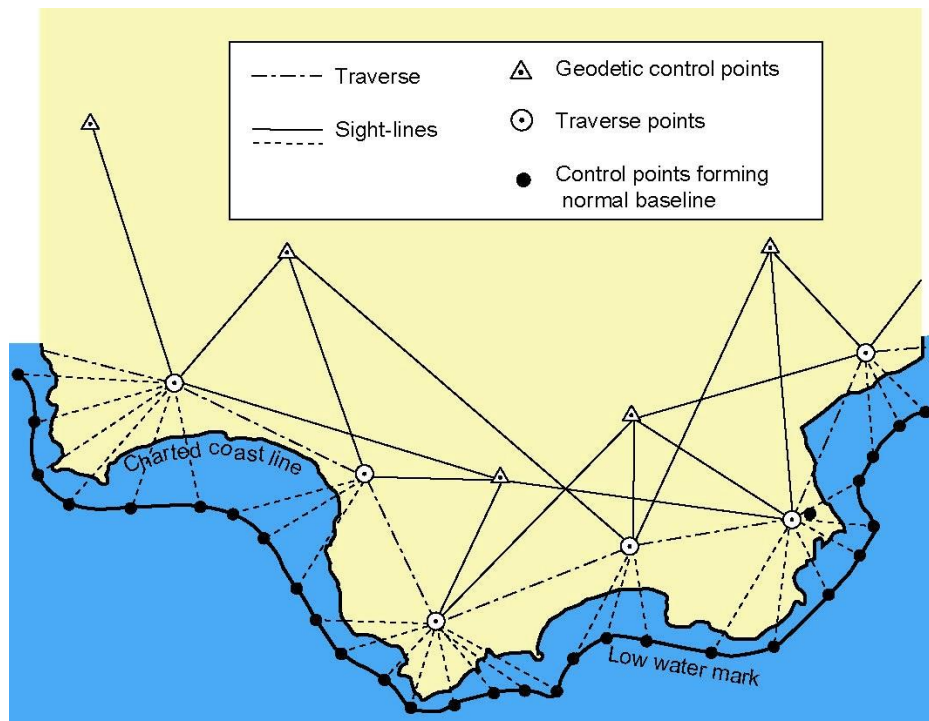 Traverse
Sight-lines
Geodetic control points
Traverse points
Control points forming
normal baseline
Charted coast line
Low water mark